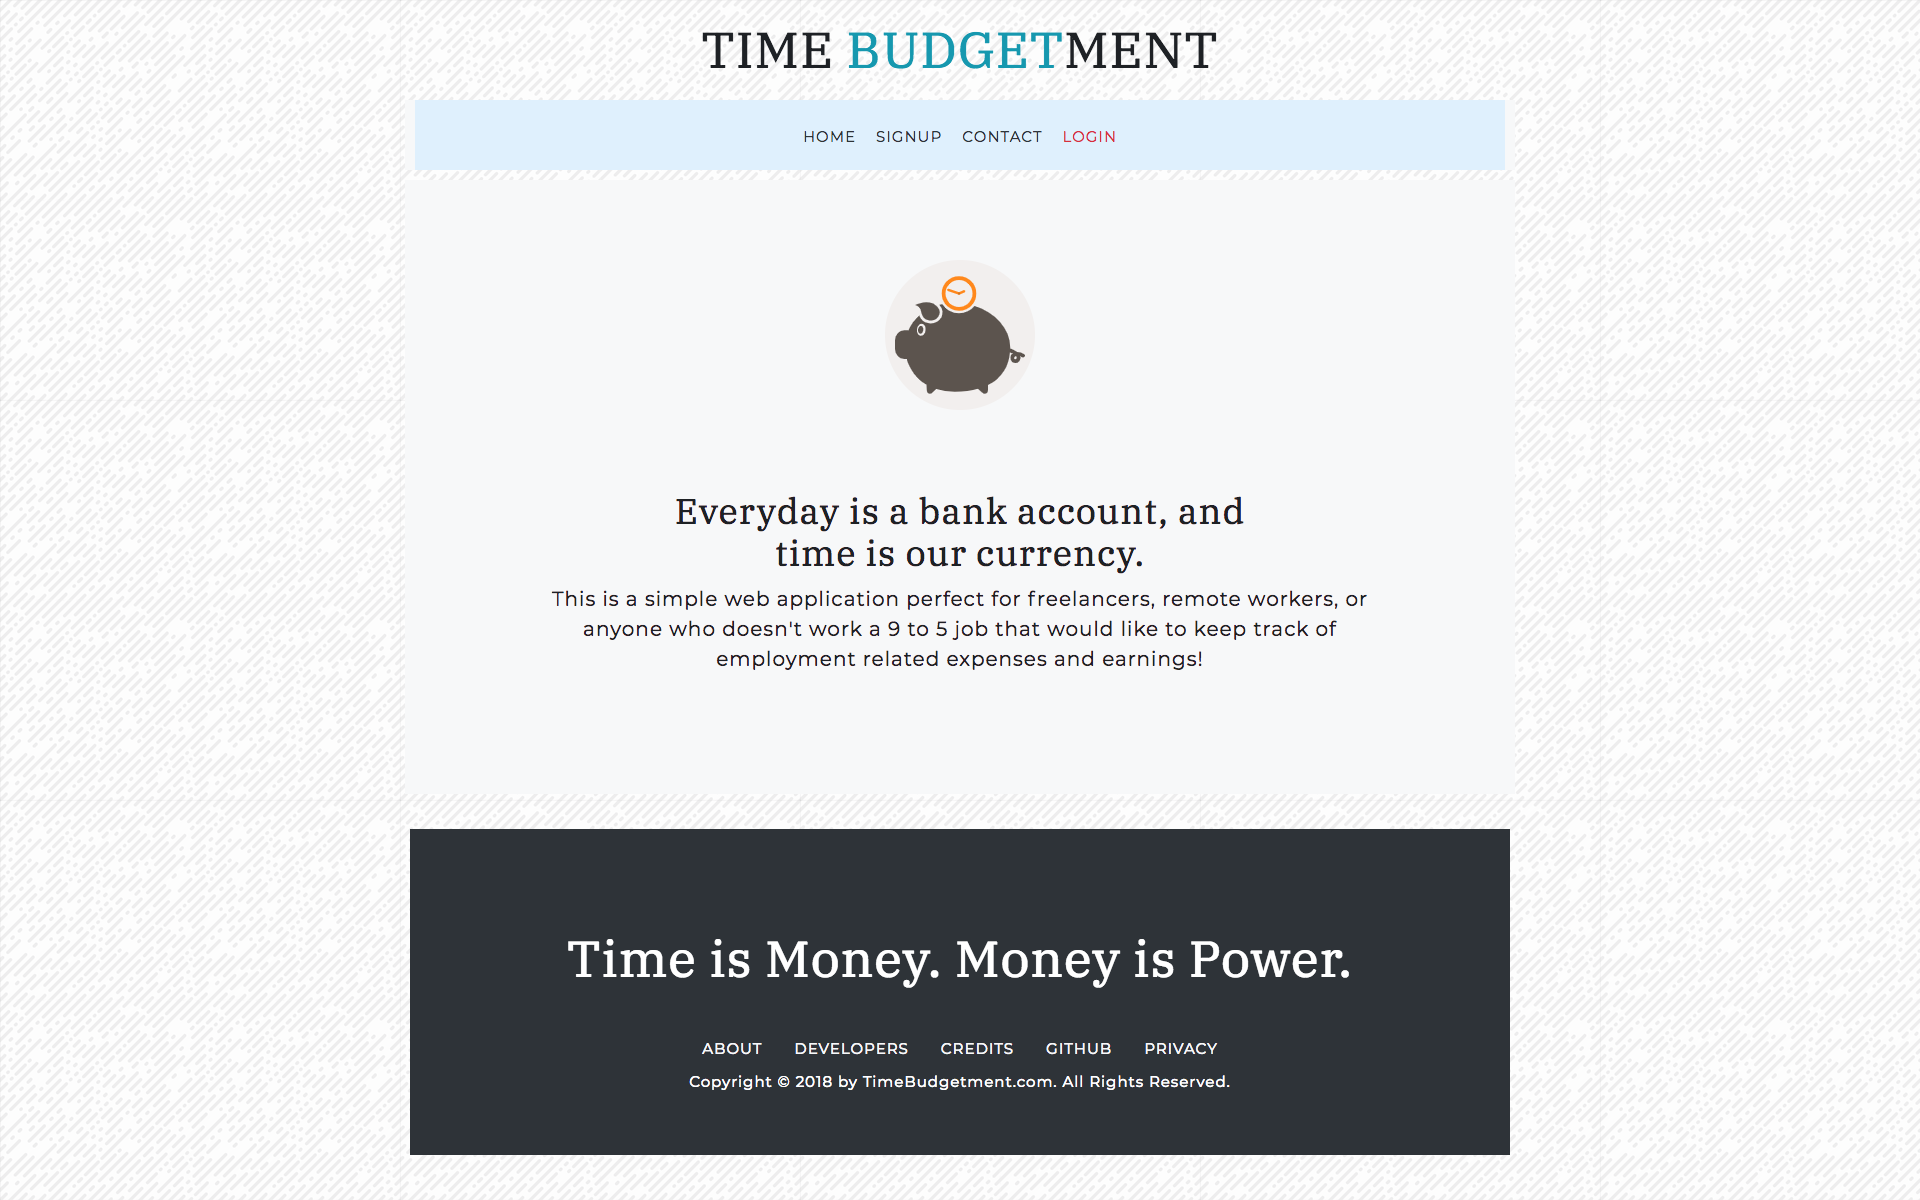 TIME BUDGETMENT
HOME SIGNUP CONTACT LOGIN
Everyday is a bank account, and
time is our currency.
This is a simple web application perfect for freelancers, remote workers, or
anyone who doesn't work a 9 to 5 job that would like to keep track of
employment related expenses and earnings!
Time is Money. Money is Power.
ABOUT DEVELOPERS CREDITS GITHUB PRIVACY
Copyright © 2018 by TimeBudgetment.com. All Rights Reserved.